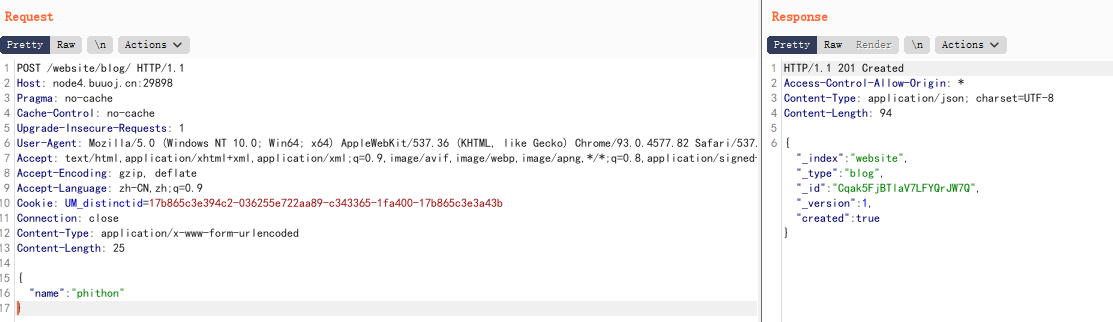 Request
Pretty Raw \n Actions
1 POST /website/blog/ HTTP/1.1
2 Host: node4.buuoj.cn:29898
3 Pragma: no-cache
4 Cache-Control: no-cache
5 Upgrade-Insecure-Requests: 1
6 User-Agent: Mozilla/5.0 (Windows NT 10.0; Win64; x64) AppleWebKit/537.36 (KHTML, like Gecko) Chrome/93.0.4577.82 Safari/537.
7 Accept: text/html,application/xhtml+xml,application/xml;q=0.9,image/avif,image/webp,image/apng,*/*;q=0.8,application/signed-
8 Accept-Encoding: gzip, deflate
9 Accept-Language: zh-CN,zh;q=0.9
10 Cookie: UM_distinctid=17b865c3e394c2-036255e722aa89-c343365-1fa400-17b865c3e3a43b
11 Connection: close
12 Content-Type: application/x-www-form-urlencoded
13 Content-Length: 25
14
15 {
16 "name":"phithon"
17 }
Response
Pretty Raw Render \n Actions
1 HTTP/1.1 201 Created
2 Access-Control-Allow-Origin: *
3 Content-Type: application/json; charset=UTF-8
4 Content-Length: 94
5
6 {
"_index":"website",
"_type":"blog",
"_id":"Cqak5FjBTlaV7LFYQrJW7Q",
"_version":1,
"created":true
}